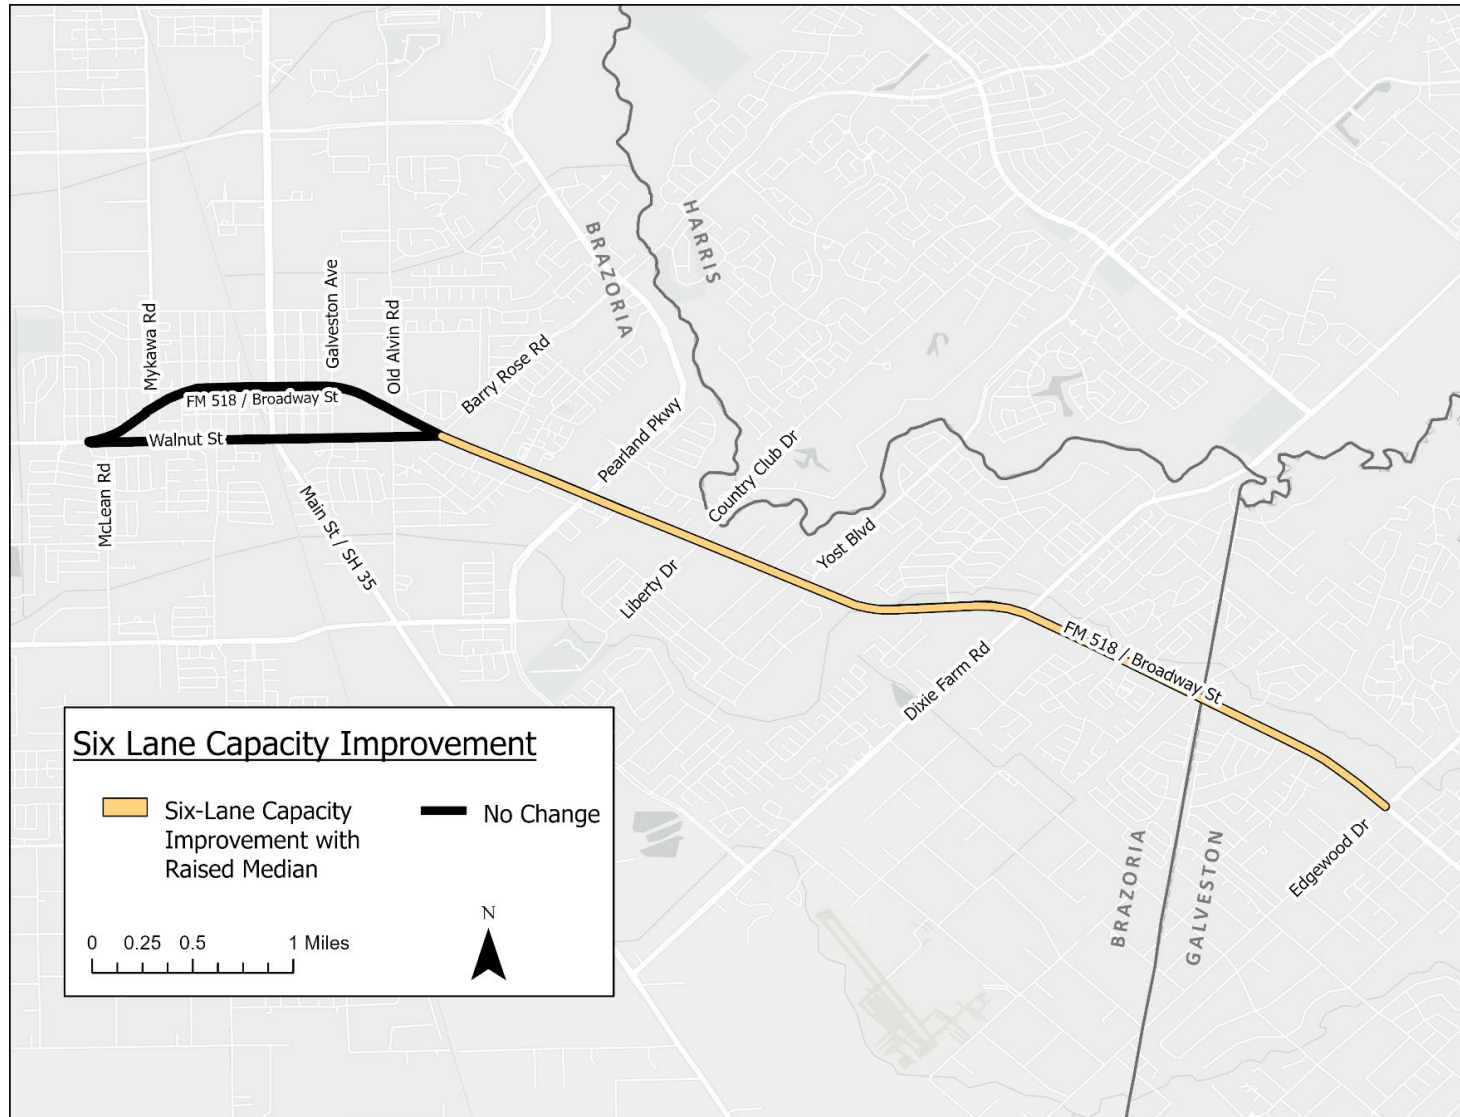 BRAZORIA
HARRIS
Mykawa Rd
Galveston Ave
Old Alvin Rd
Barry Rose Rd
FM 518 / Broadway St
Walnut St
McLean Rd
Main St / SH 35
Pearland Pkwy
Country Club Dr
Liberty Dr
Yost Blvd
Dixie Farm Rd
FM 518 / Broadway St
Edgewood Dr
BRAZORIA
GALVESTON
Six Lane Capacity Improvement
Six-Lane Capacity
Improvement with
Raised Median
No Change
0 0.25 0.5 1 Miles
N